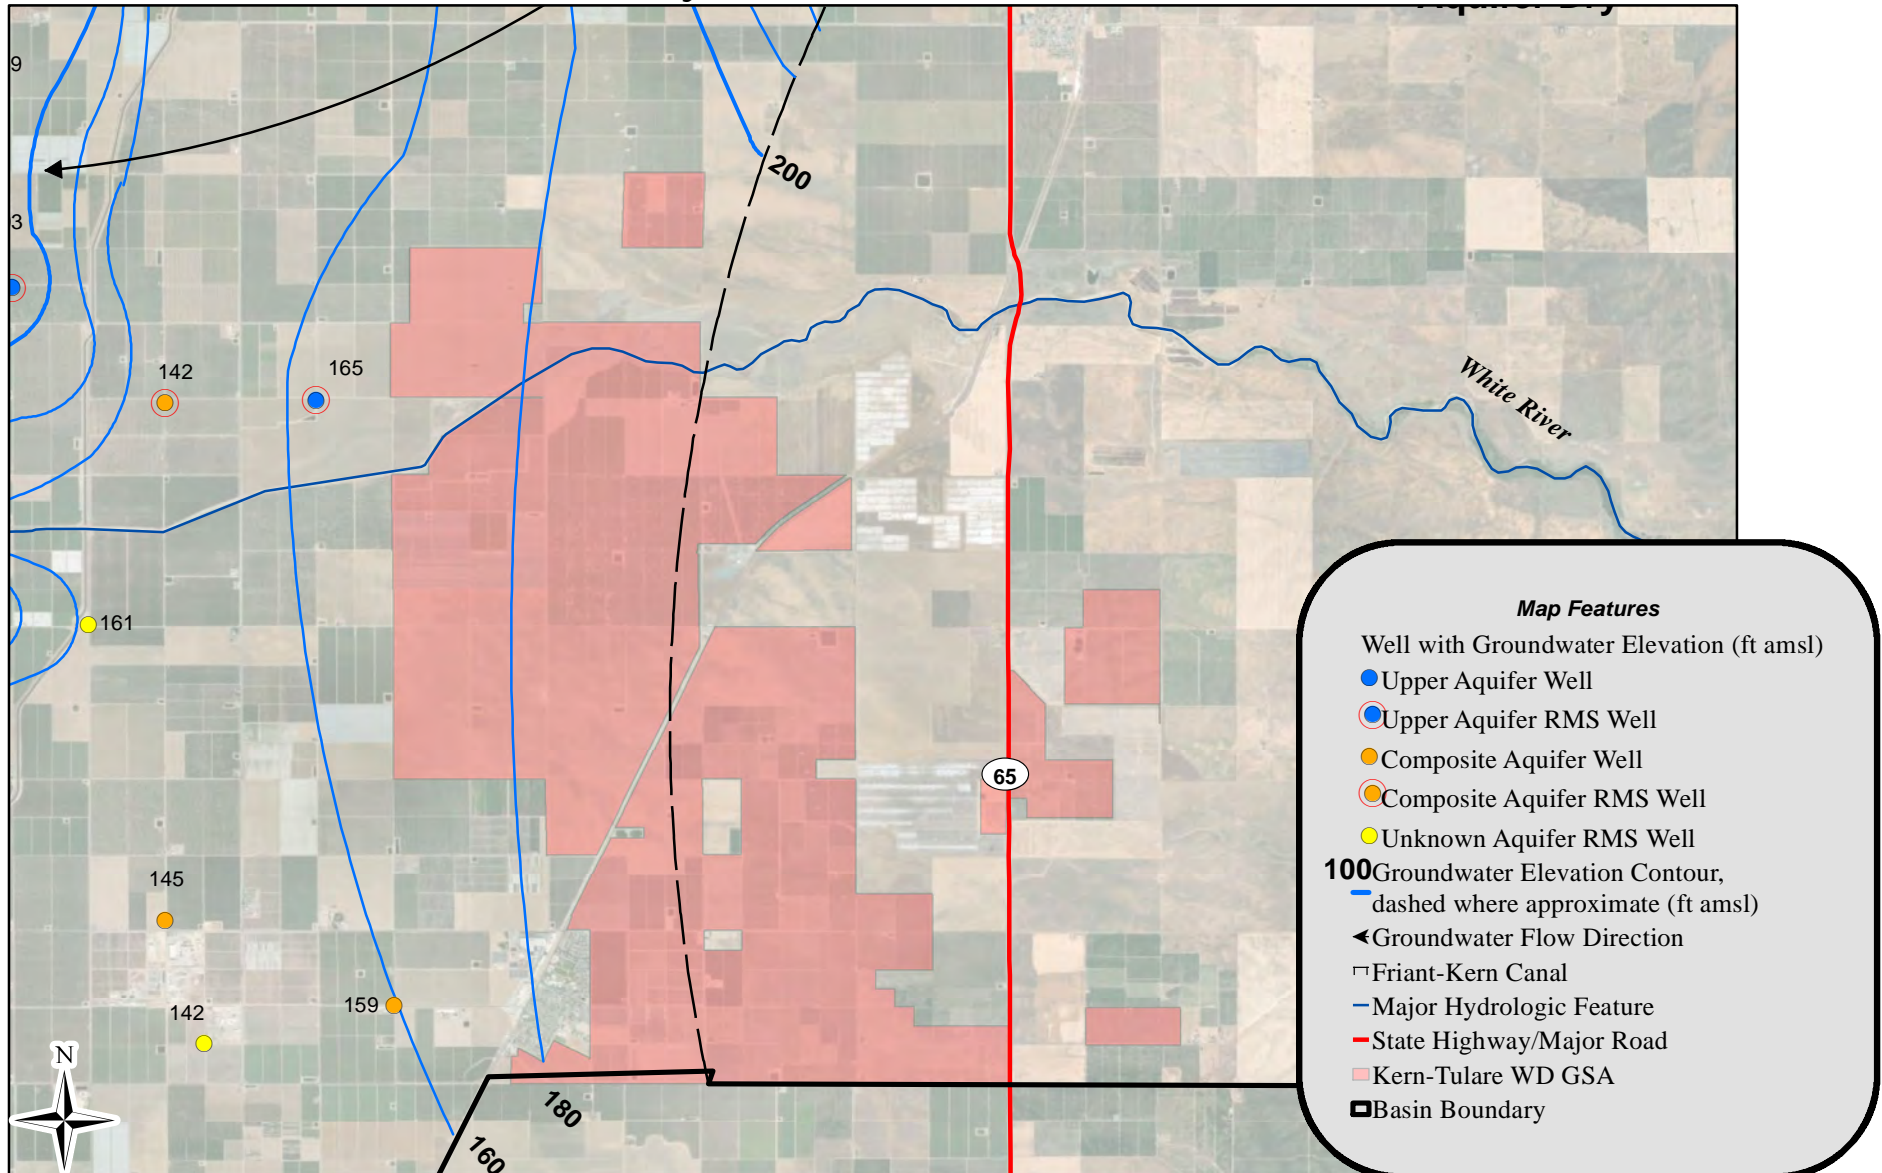 9
200
3
142
165
White River
161
65
145
159
142
N
180
160
Map Features
Well with Groundwater Elevation (ft amsl)
Upper Aquifer Well
Upper Aquifer RMS Well
Composite Aquifer Well
Composite Aquifer RMS Well
Unknown Aquifer RMS Well
100 Groundwater Elevation Contour,
dashed where approximate (ft amsl)
Groundwater Flow Direction
Friant-Kern Canal
Major Hydrologic Feature
State Highway/Major Road
Kern-Tulare WD GSA
Basin Boundary